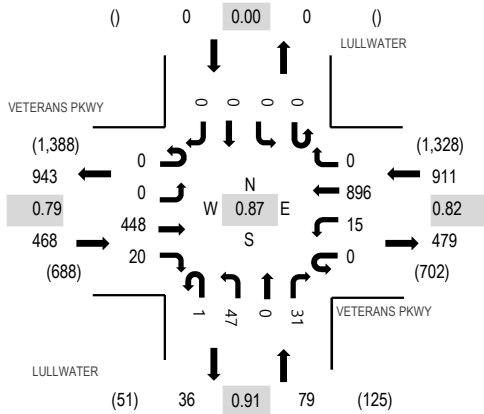 () 0 0.00 0 ()
LULLWATER
0 0 0 0
VETERANS PKWY
(1,388) 0 0 (1,328)
943 0 N 896 911
0.79 W 0.87 E 0.82
468 448 S 15 479
(688) 20 0 (702)
1 47 0 31
VETERANS PKWY
LULLWATER
(51) 36 0.91 79 (125)